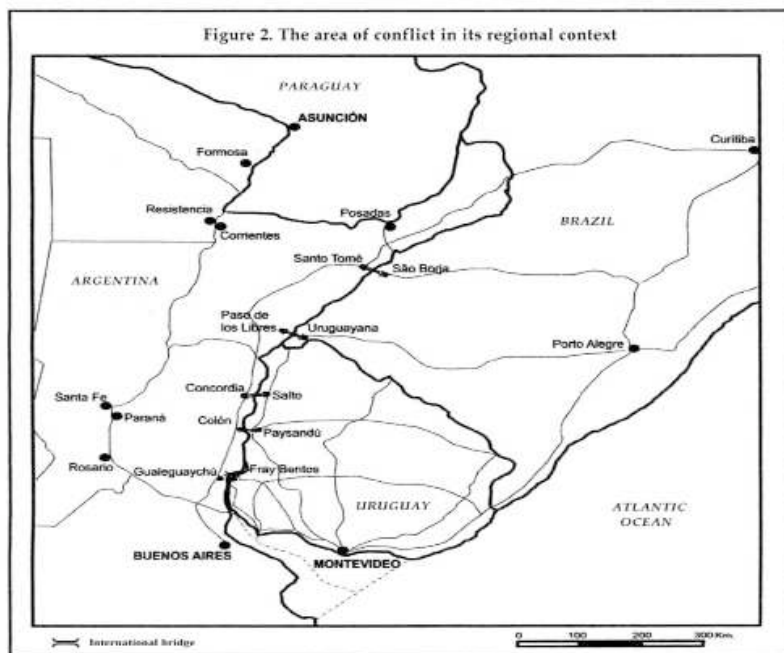 Figure 2. The area of conflict in its regional context
PARAGUAY
ASUNCIÓN
Curitiba
Formosa
Resistencia
Corrientes
Posadas
BRAZIL
Santo Tomé
São Borja
ARGENTINA
Paso de
los Libres
Uruguayana
Porto Alegre
Concordia
Salto
Santa Fe
Paraná
Colón
Paysandú
Rosario
Gualeguaychú
Fray Bentos
URUGUAY
ATLANTIC
OCEAN
BUENOS AIRES
MONTEVIDEO
International bridge
0 100 200 300 Km.